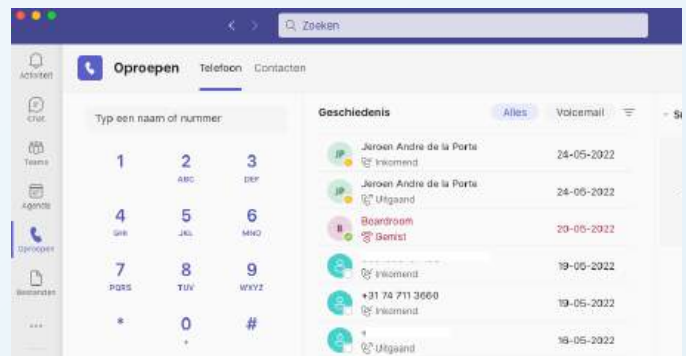 Zoeken
Activiteit
Chat
Teams
Agenda
Oproepen
Bestanden
Oproepen Telefoon Contacten
Typ een naam of nummer
1 2 3
ABC DEF
4 5 6
GHI JKL MNO
7 8 9
PQRS TUV WXYZ
* 0 #
+
Geschiedenis Alles Voicemail
JP Jeroen Andre de la Porte 24-05-2022
Inkomend
JP Jeroen Andre de la Porte 24-05-2022
Uitgaand
B Boardroom 20-05-2022
Gemist
19-05-2022
Inkomend
+31 74 711 3660 19-05-2022
Inkomend
+ 16-05-2022
Uitgaand